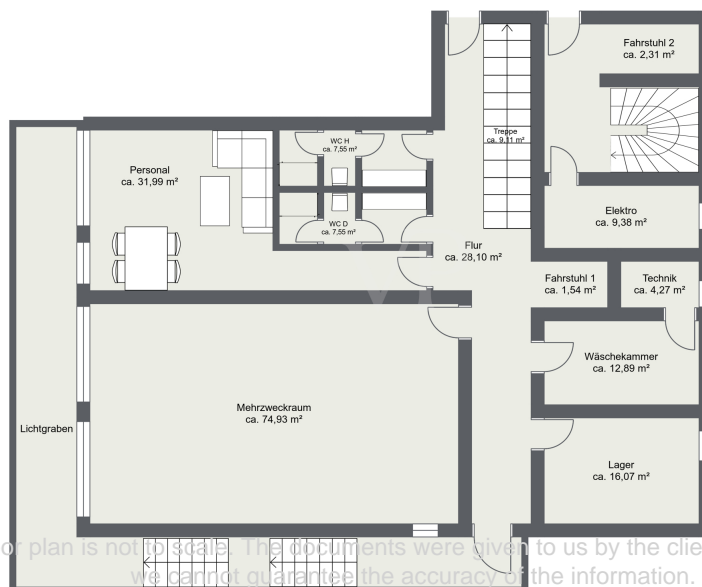 Fahrstuhl 2
ca. 2,31 m²
WC H
ca. 7,55 m²
Treppe
ca. 9,11 m²
Personal
ca. 31,99 m²
WC D
ca. 7,55 m²
Elektro
ca. 9,38 m²
Flur
ca. 28,10 m²
Fahrstuhl 1
ca. 1,54 m²
Technik
ca. 4,27 m²
Wäschekammer
ca. 12,89 m²
Mehrzweckraum
ca. 74,93 m²
Lichtgraben
Lager
ca. 16,07 m²
or plan is not to scale. The documents were given to us by the clie
we cannot guarantee the accuracy of the information.